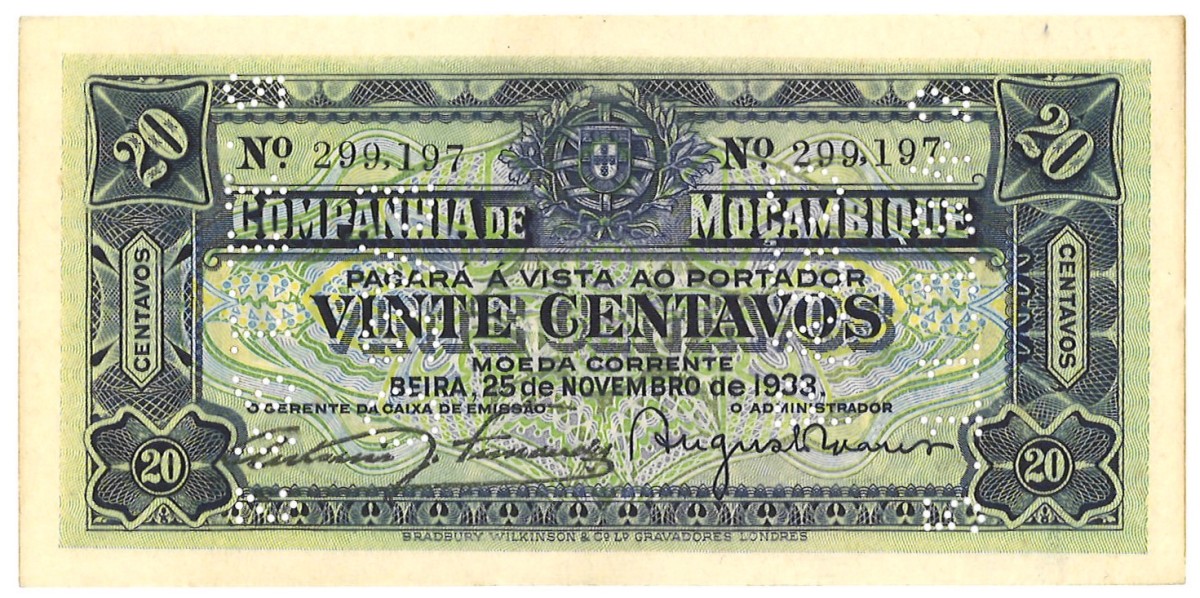 20
20
Nº 299,197
Nº 299,197
COMPANHIA DE MOÇAMBIQUE
PAGARÁ Á VISTA AO PORTADOR
VINTE CENTAVOS
MOEDA CORRENTE
BEIRA, 25 de NOVEMBRO de 1933.
CENTAVOS
CENTAVOS
O GERENTE DA CAIXA DE EMISSÃO
O ADMINISTRADOR
20
20
BRADBURY WILKINSON & Cº Lº GRAVADORES LONDRES